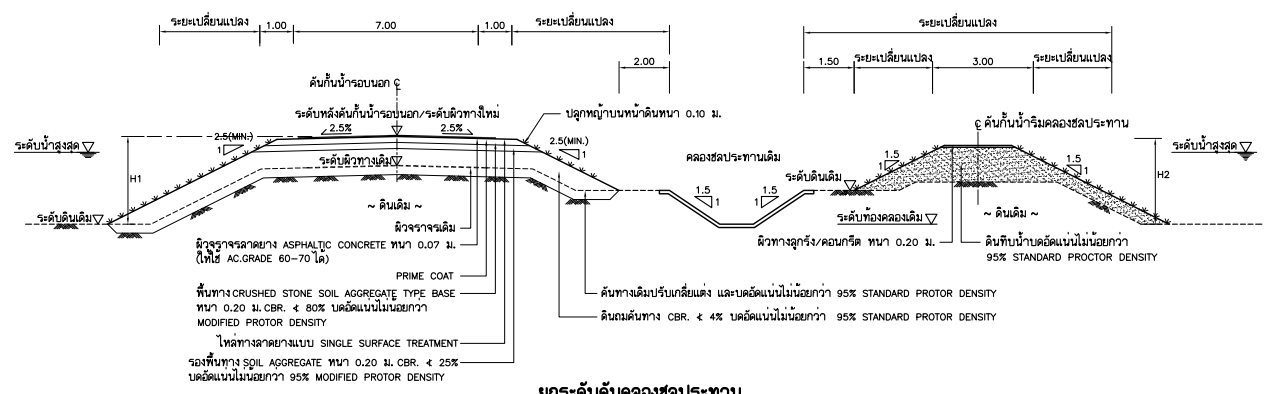 ระยะเปลี่ยนแปลง 1.00 7.00 1.00 ระยะเปลี่ยนแปลง ระยะเปลี่ยนแปลง
2.00 1.50 ระยะเปลี่ยนแปลง 3.00 ระยะเปลี่ยนแปลง
คันกั้นน้ำรอบนอก ℄
ระดับหลังคันกั้นน้ำรอบนอก/ระดับผิวทางใหม่
ปลูกหญ้าบนหน้าดินหนา 0.10 ม.
℄ คันกั้นน้ำริมคลองชลประทาน
2.5% 2.5%
2.5(MIN.)
1
2.5(MIN.)
1
ระดับน้ำสูงสุด
ระดับน้ำสูงสุด
คลองชลประทานเดิม
ระดับผิวทางเดิม
H1
1.5
1
1.5
1
H2
ระดับดินเดิม
1.5
1
1.5
1
ระดับดินเดิม
~ ดินเดิม ~
ระดับท้องคลองเดิม
~ ดินเดิม ~
ผิวจราจรเดิม
ผิวจราจรลาดยาง ASPHALTIC CONCRETE หนา 0.07 ม.
(ให้ใช้ AC.GRADE 60-70 ได้)
ผิวทางลูกรัง/คอนกรีต หนา 0.20 ม.
ดินทึบน้ำบดอัดแน่นไม่น้อยกว่า
95% STANDARD PROCTOR DENSITY
PRIME COAT
พื้นทาง CRUSHED STONE SOIL AGGREGATE TYPE BASE
หนา 0.20 ม. CBR. ≮ 80% บดอัดแน่นไม่น้อยกว่า
MODIFIED PROTOR DENSITY
คันทางเดิมปรับเกลี่ยแต่ง และบดอัดแน่นไม่น้อยกว่า 95% STANDARD PROTOR DENSITY
ดินถมคันทาง CBR. ≮ 4% บดอัดแน่นไม่น้อยกว่า 95% STANDARD PROTOR DENSITY
ไหล่ทางลาดยางแบบ SINGLE SURFACE TREATMENT
รองพื้นทาง SOIL AGGREGATE หนา 0.20 ม. CBR. ≮ 25%
บดอัดแน่นไม่น้อยกว่า 95% MODIFIED PROTOR DENSITY
ยกระดับคันคลองชลประทาน